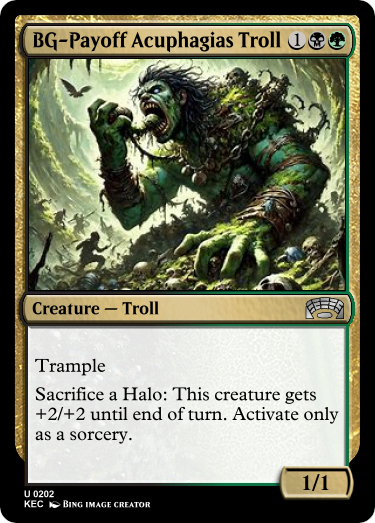 BG-Payoff Acuphagias Troll 1
Creature — Troll
Trample
Sacrifice a Halo: This creature gets
+2/+2 until end of turn. Activate only
as a sorcery.
1/1
U 0202
KEC Bing Image Creator